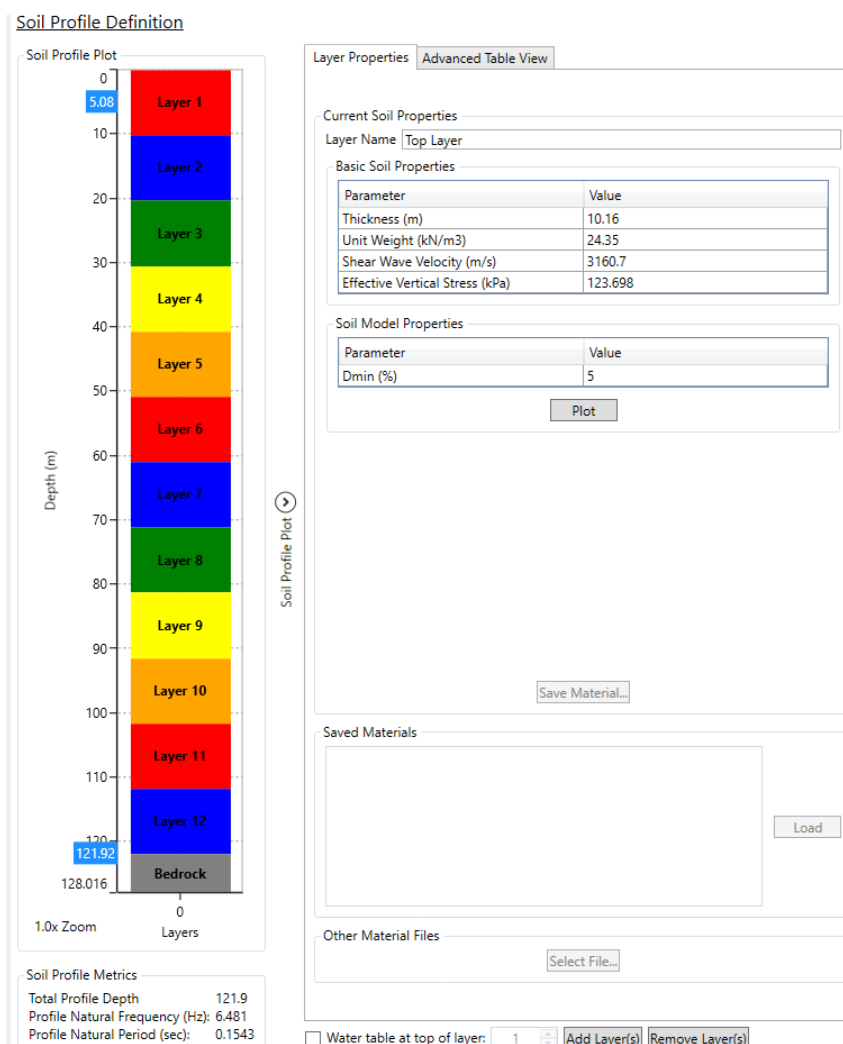 Soil Profile Definition
Soil Profile Plot
0
5.08
10
20
30
40
50
60
70
80
90
100
110
120
121.92
128.016
Depth (m)
Layer 1
Layer 2
Layer 3
Layer 4
Layer 5
Layer 6
Layer 7
Layer 8
Layer 9
Layer 10
Layer 11
Layer 12
Bedrock
0
1.0x Zoom
Layers
Soil Profile Metrics
Total Profile Depth 121.9
Profile Natural Frequency (Hz): 6.481
Profile Natural Period (sec): 0.1543
Soil Profile Plot
Layer Properties Advanced Table View
Current Soil Properties
Layer Name Top Layer
Basic Soil Properties
Parameter Value
Thickness (m) 10.16
Unit Weight (kN/m3) 24.35
Shear Wave Velocity (m/s) 3160.7
Effective Vertical Stress (kPa) 123.698
Soil Model Properties
Parameter Value
Dmin (%) 5
Plot
Save Material...
Saved Materials
Load
Other Material Files
Select File...
Water table at top of layer: 1 Add Layer(s) Remove Layer(s)